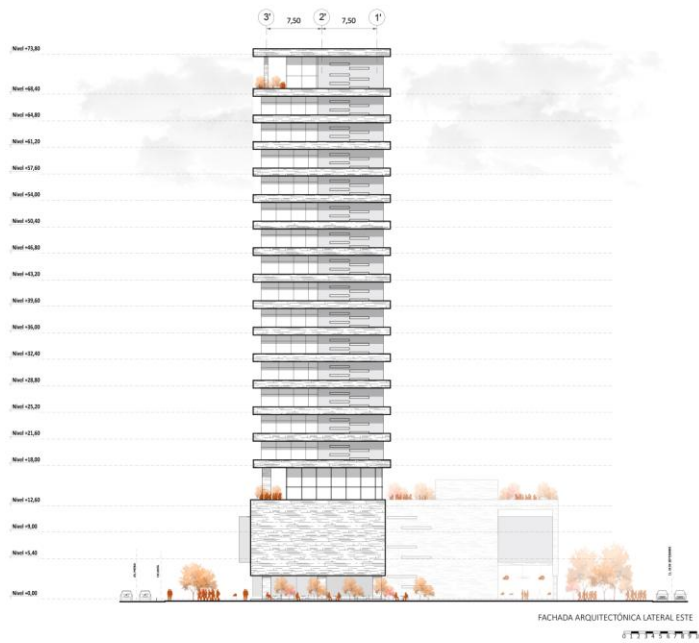 3' 2' 1'
7,50 7,50
Nivel +73,80
Nivel +68,40
Nivel +64,80
Nivel +61,20
Nivel +57,60
Nivel +54,00
Nivel +50,40
Nivel +46,80
Nivel +43,20
Nivel +39,60
Nivel +36,00
Nivel +32,40
Nivel +28,80
Nivel +25,20
Nivel +21,60
Nivel +18,00
Nivel +12,60
Nivel +9,00
Nivel +5,40
Nivel +0,00
FACHADA ARQUITECTÓNICA LATERAL ESTE